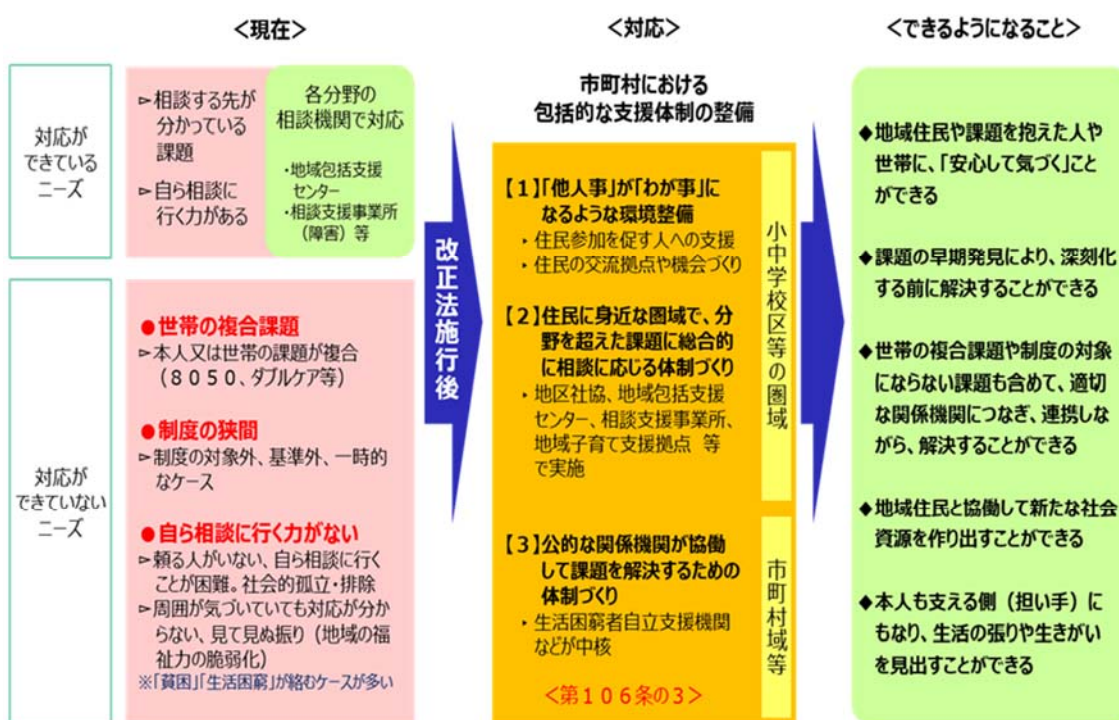 ＜現在＞
＜対応＞
＜できるようになること＞
対応が
できている
ニーズ
➢相談する先が
分かっている
課題
➢自ら相談に
行く力がある
各分野の
相談機関で対応
・地域包括支援
センター
・相談支援事業所
（障害）等
対応が
できていない
ニーズ
●世帯の複合課題
➢本人又は世帯の課題が複合
（８０５０、ダブルケア等）
●制度の狭間
➢制度の対象外、基準外、一時的
なケース
●自ら相談に行く力がない
➢頼る人がいない、自ら相談に行く
ことが困難。社会的孤立・排除
➢周囲が気づいていても対応が分か
らない、見て見ぬ振り（地域の福
祉力の脆弱化）
※「貧困」「生活困窮」が絡むケースが多い
改正法施行後
市町村における
包括的な支援体制の整備
【１】「他人事」が「わが事」に
なるような環境整備
‣ 住民参加を促す人への支援
‣ 住民の交流拠点や機会づくり
【２】住民に身近な圏域で、分
野を超えた課題に総合的
に相談に応じる体制づくり
‣ 地区社協、地域包括支援
センター、相談支援事業所、
地域子育て支援拠点 等
で実施
小中学校区等の圏域
【３】公的な関係機関が協働
して課題を解決するための
体制づくり
‣ 生活困窮者自立支援機関
などが中核
＜第１０６条の３＞
市町村域等
◆地域住民や課題を抱えた人や
世帯に、「安心して気づく」こと
ができる
◆課題の早期発見により、深刻化
する前に解決することができる
◆世帯の複合課題や制度の対象
にならない課題も含めて、適切
な関係機関につなぎ、連携しな
がら、解決することができる
◆地域住民と協働して新たな社会
資源を作り出すことができる
◆本人も支える側（担い手）に
もなり、生活の張りや生きがい
を見出すことができる